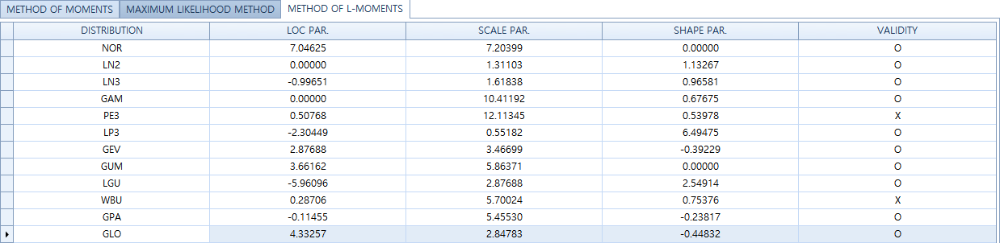 METHOD OF MOMENTS MAXIMUM LIKELIHOOD METHOD METHOD OF L-MOMENTS
DISTRIBUTION LOC PAR. SCALE PAR. SHAPE PAR. VALIDITY
NOR 7.04625 7.20399 0.00000 O
LN2 0.00000 1.31103 1.13267 O
LN3 -0.99651 1.61838 0.96581 O
GAM 0.00000 10.41192 0.67675 O
PE3 0.50768 12.11345 0.53978 X
LP3 -2.30449 0.55182 6.49475 O
GEV 2.87688 3.46699 -0.39229 O
GUM 3.66162 5.86371 0.00000 O
LGU -5.96096 2.87688 2.54914 O
WBU 0.28706 5.70024 0.75376 X
GPA -0.11455 5.45530 -0.23817 O
GLO 4.33257 2.84783 -0.44832 O